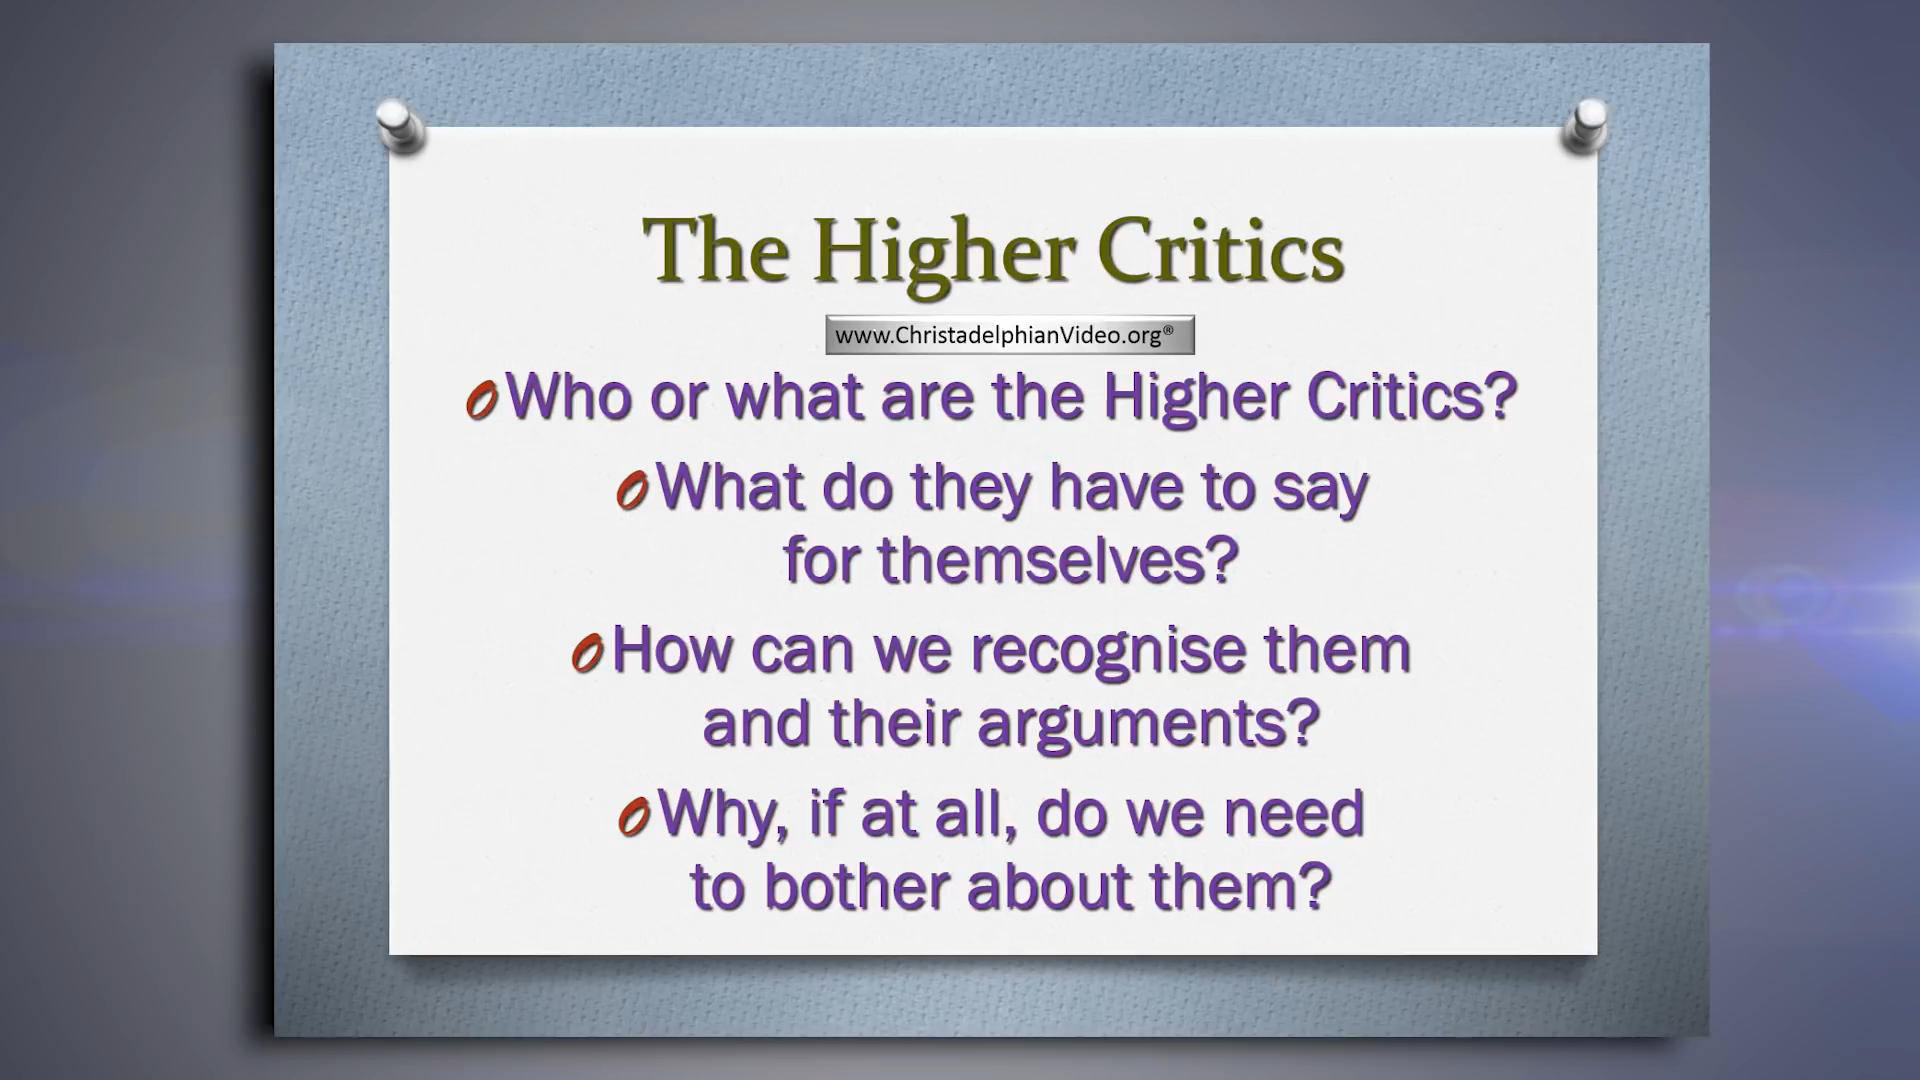 The Higher Critics
www.ChristadelphianVideo.org®
Who or what are the Higher Critics?
What do they have to say
for themselves?
How can we recognise them
and their arguments?
Why, if at all, do we need
to bother about them?